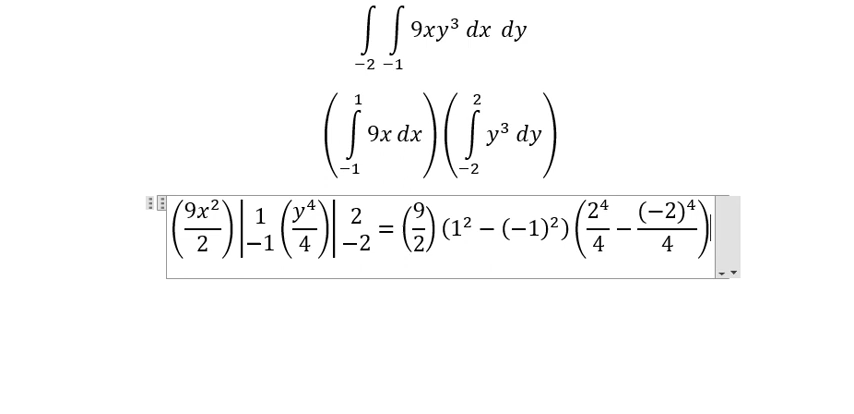 ∫₋₂ ∫₋₁ 9xy³ dx dy
(∫₋₁¹ 9x dx)(∫₋₂² y³ dy)
(9x²/2)|₋₁¹ (y⁴/4)|₋₂² = (9/2)(1² − (−1)²)(2⁴/4 − (−2)⁴/4)